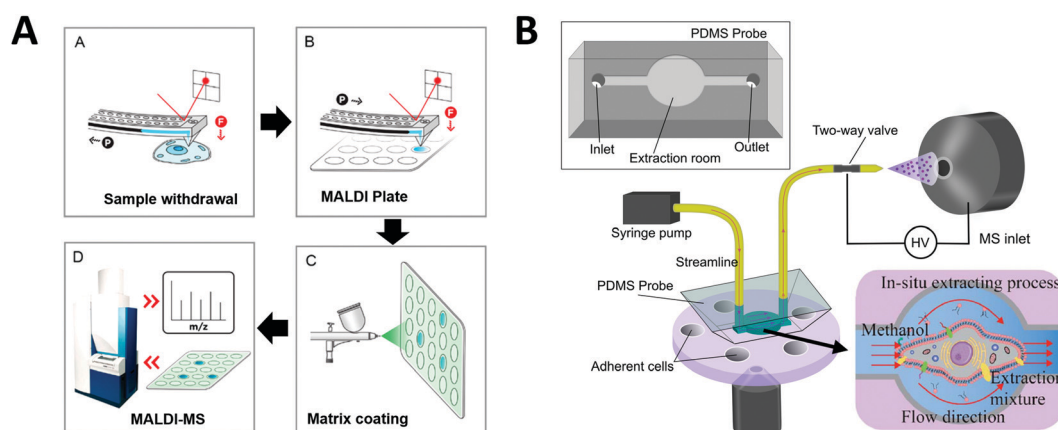 A
A
P
F
Sample withdrawal
B
P
F
MALDI Plate
D
m/z
MALDI-MS
C
Matrix coating
B
PDMS Probe
Inlet
Extraction room
Outlet
Two-way valve
Syringe pump
HV
MS inlet
Streamline
PDMS Probe
Adherent cells
In-situ extracting process
Methanol
Extraction
mixture
Flow direction